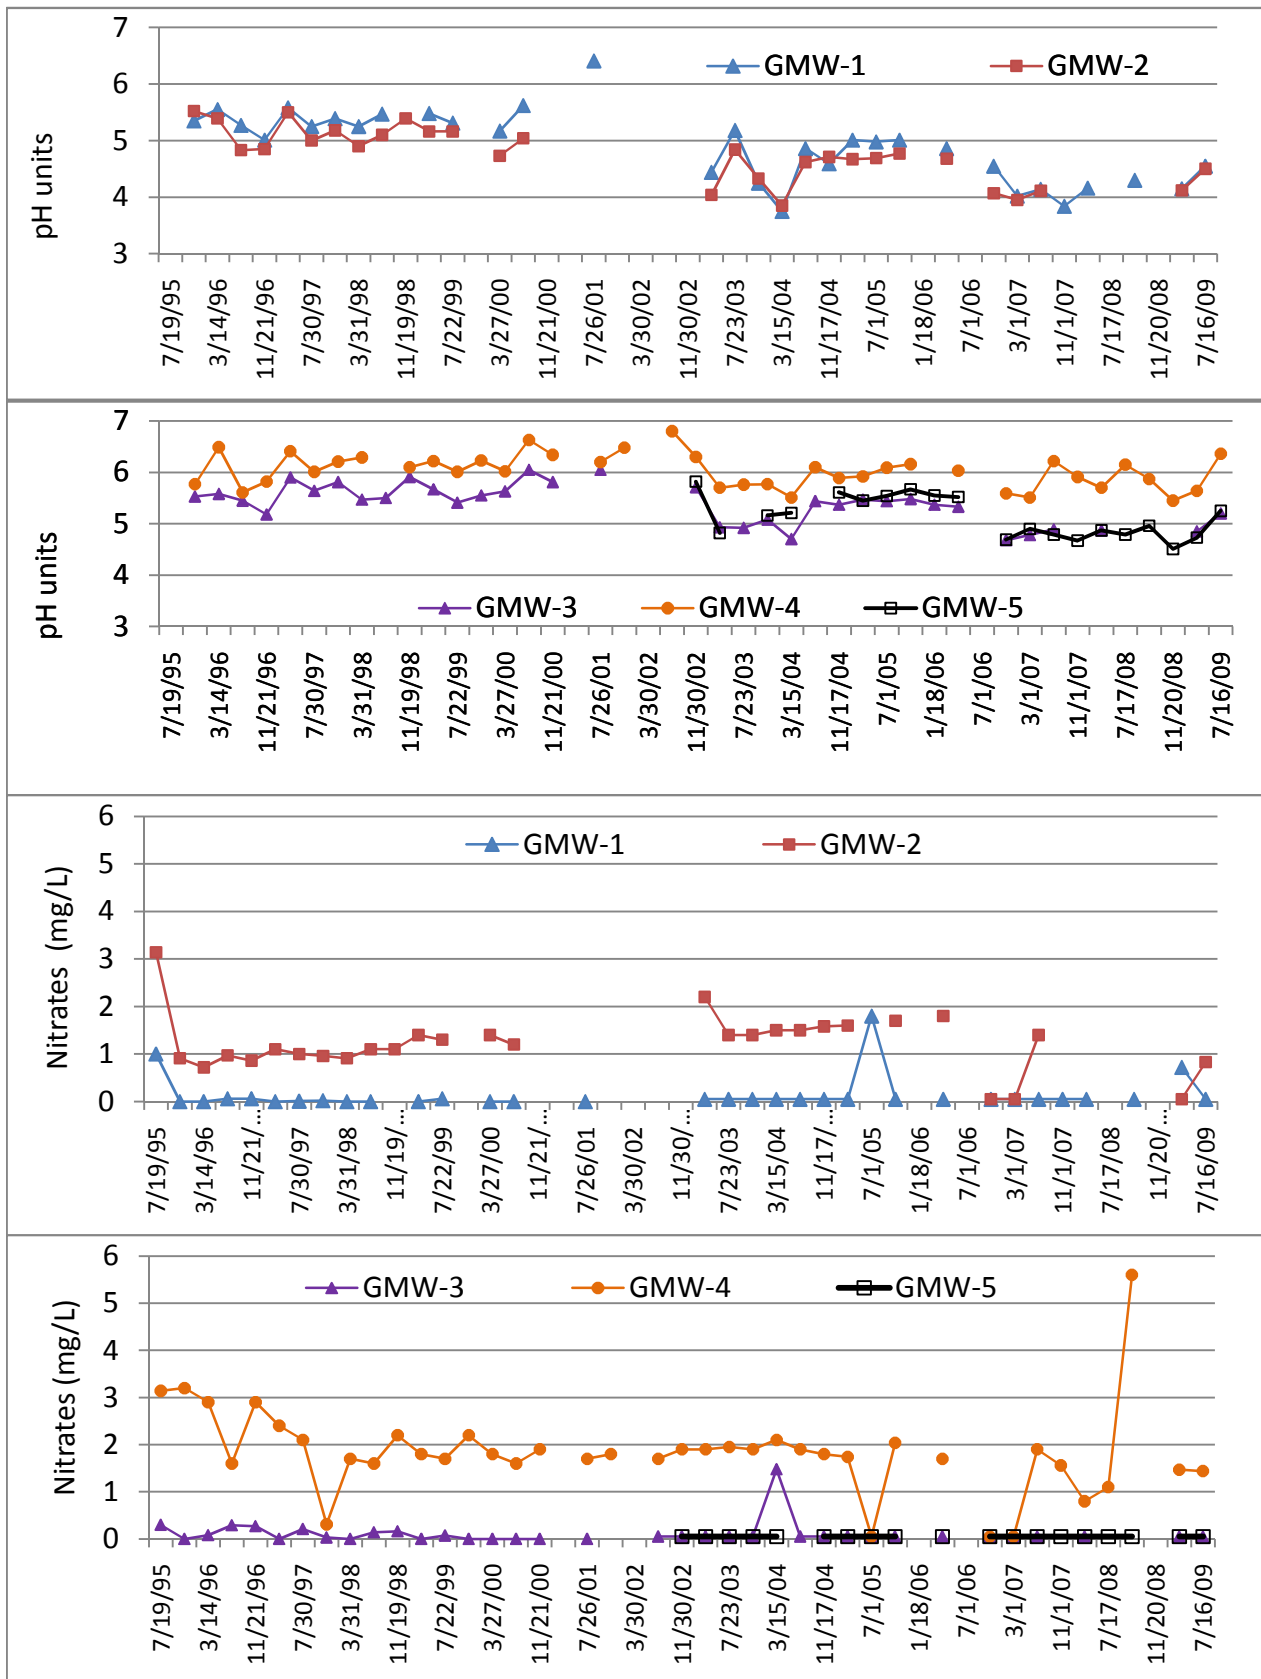 7
GMW-1 GMW-2
6
5
4
3
pH units
7/19/95 3/14/96 11/21/96 7/30/97 3/31/98 11/19/98 7/22/99 3/27/00 11/21/00 7/26/01 3/30/02 11/30/02 7/23/03 3/15/04 11/17/04 7/1/05 1/18/06 7/1/06 3/1/07 11/1/07 7/17/08 11/20/08 7/16/09
7
6
5
4
3
pH units
GMW-3 GMW-4 GMW-5
7/19/95 3/14/96 11/21/96 7/30/97 3/31/98 11/19/98 7/22/99 3/27/00 11/21/00 7/26/01 3/30/02 11/30/02 7/23/03 3/15/04 11/17/04 7/1/05 1/18/06 7/1/06 3/1/07 11/1/07 7/17/08 11/20/08 7/16/09
6
GMW-1 GMW-2
5
4
3
2
1
0
Nitrates (mg/L)
7/19/95 3/14/96 11/21/... 7/30/97 3/31/98 11/19/... 7/22/99 3/27/00 11/21/... 7/26/01 3/30/02 11/30/... 7/23/03 3/15/04 11/17/... 7/1/05 1/18/06 7/1/06 3/1/07 11/1/07 7/17/08 11/20/... 7/16/09
6
GMW-3 GMW-4 GMW-5
5
4
3
2
1
0
Nitrates (mg/L)
7/19/95 3/14/96 11/21/96 7/30/97 3/31/98 11/19/98 7/22/99 3/27/00 11/21/00 7/26/01 3/30/02 11/30/02 7/23/03 3/15/04 11/17/04 7/1/05 1/18/06 7/1/06 3/1/07 11/1/07 7/17/08 11/20/08 7/16/09